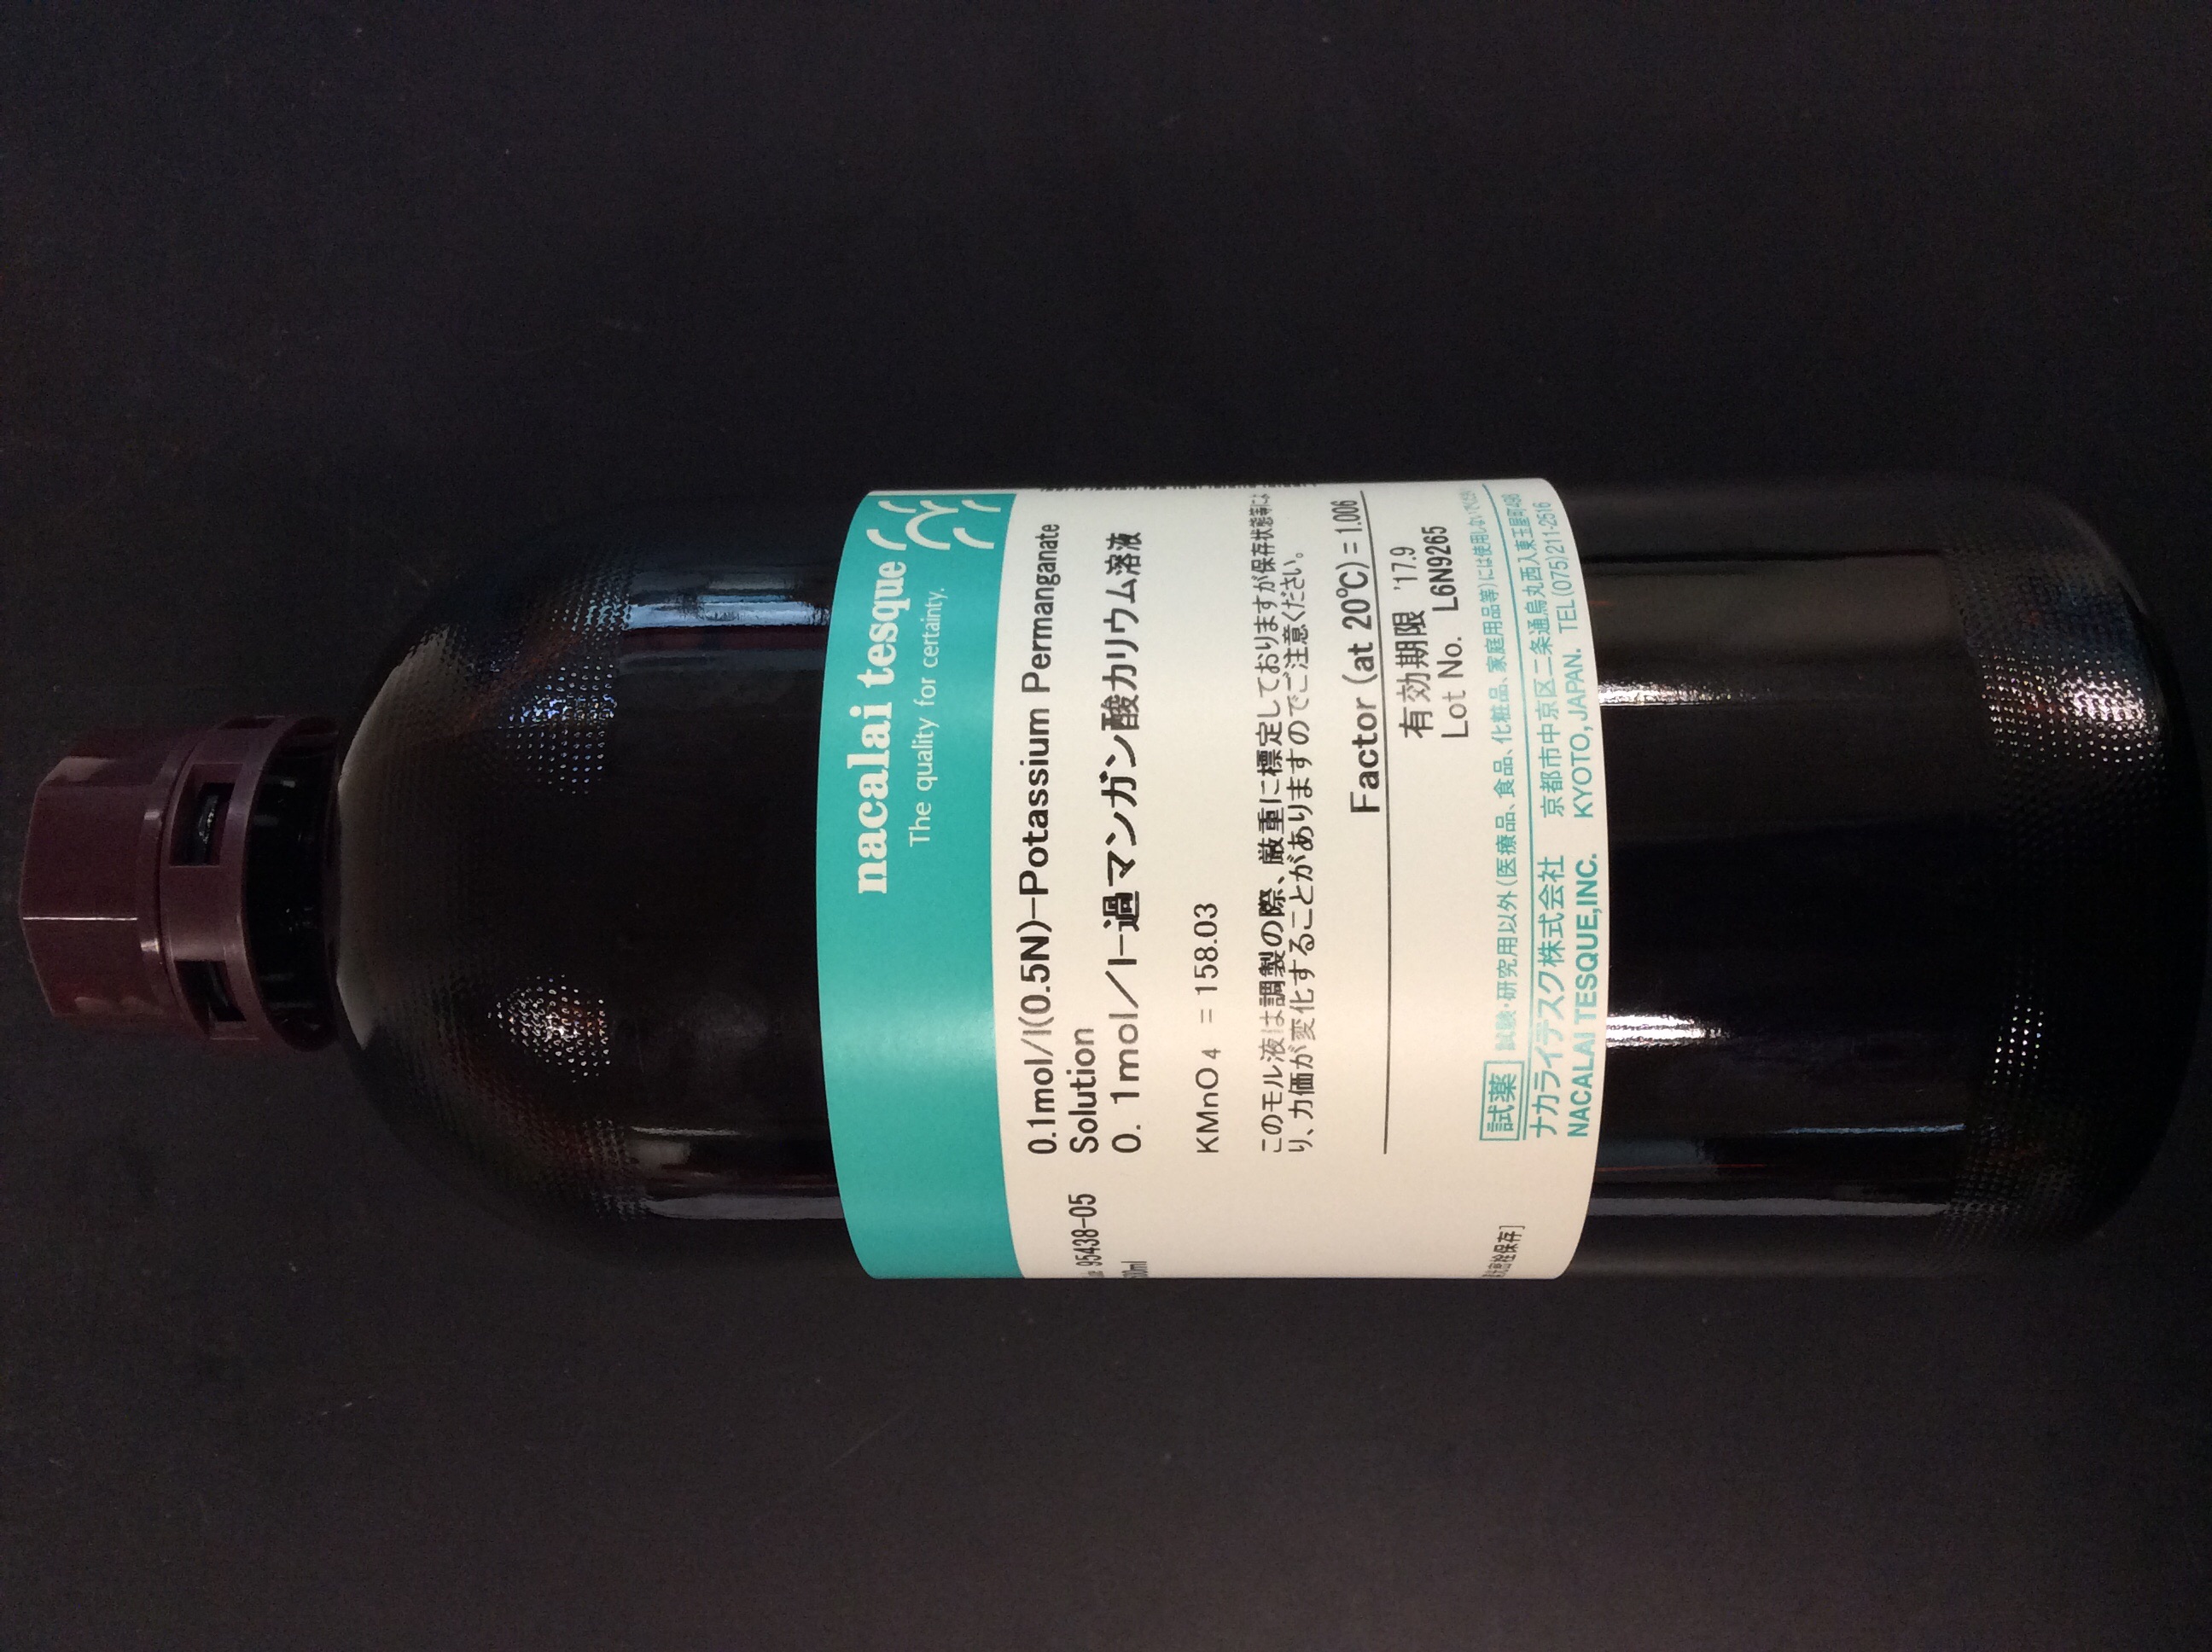 nacalai tesque
The quality for certainty.
0.1mol/l(0.5N)-Potassium Permanganate
Solution
95438-05
0. 1mol/l-過マンガン酸カリウム溶液
KMnO₄ = 158.03
このモル液は調製の際、厳重に標定しておりますが保存状態等によ
り、力価が変化することがありますのでご注意ください。
Factor (at 20℃) = 1.006
有効期限 '17.9
Lot No. L6N9265
試薬 試験・研究用以外(医療品、食品、化粧品、家庭用品等)には使用しないでください
ナカライテスク株式会社 京都市中京区二条通烏丸西入東玉屋町498
NACALAI TESQUE,INC. KYOTO, JAPAN. TEL(075)211-2516